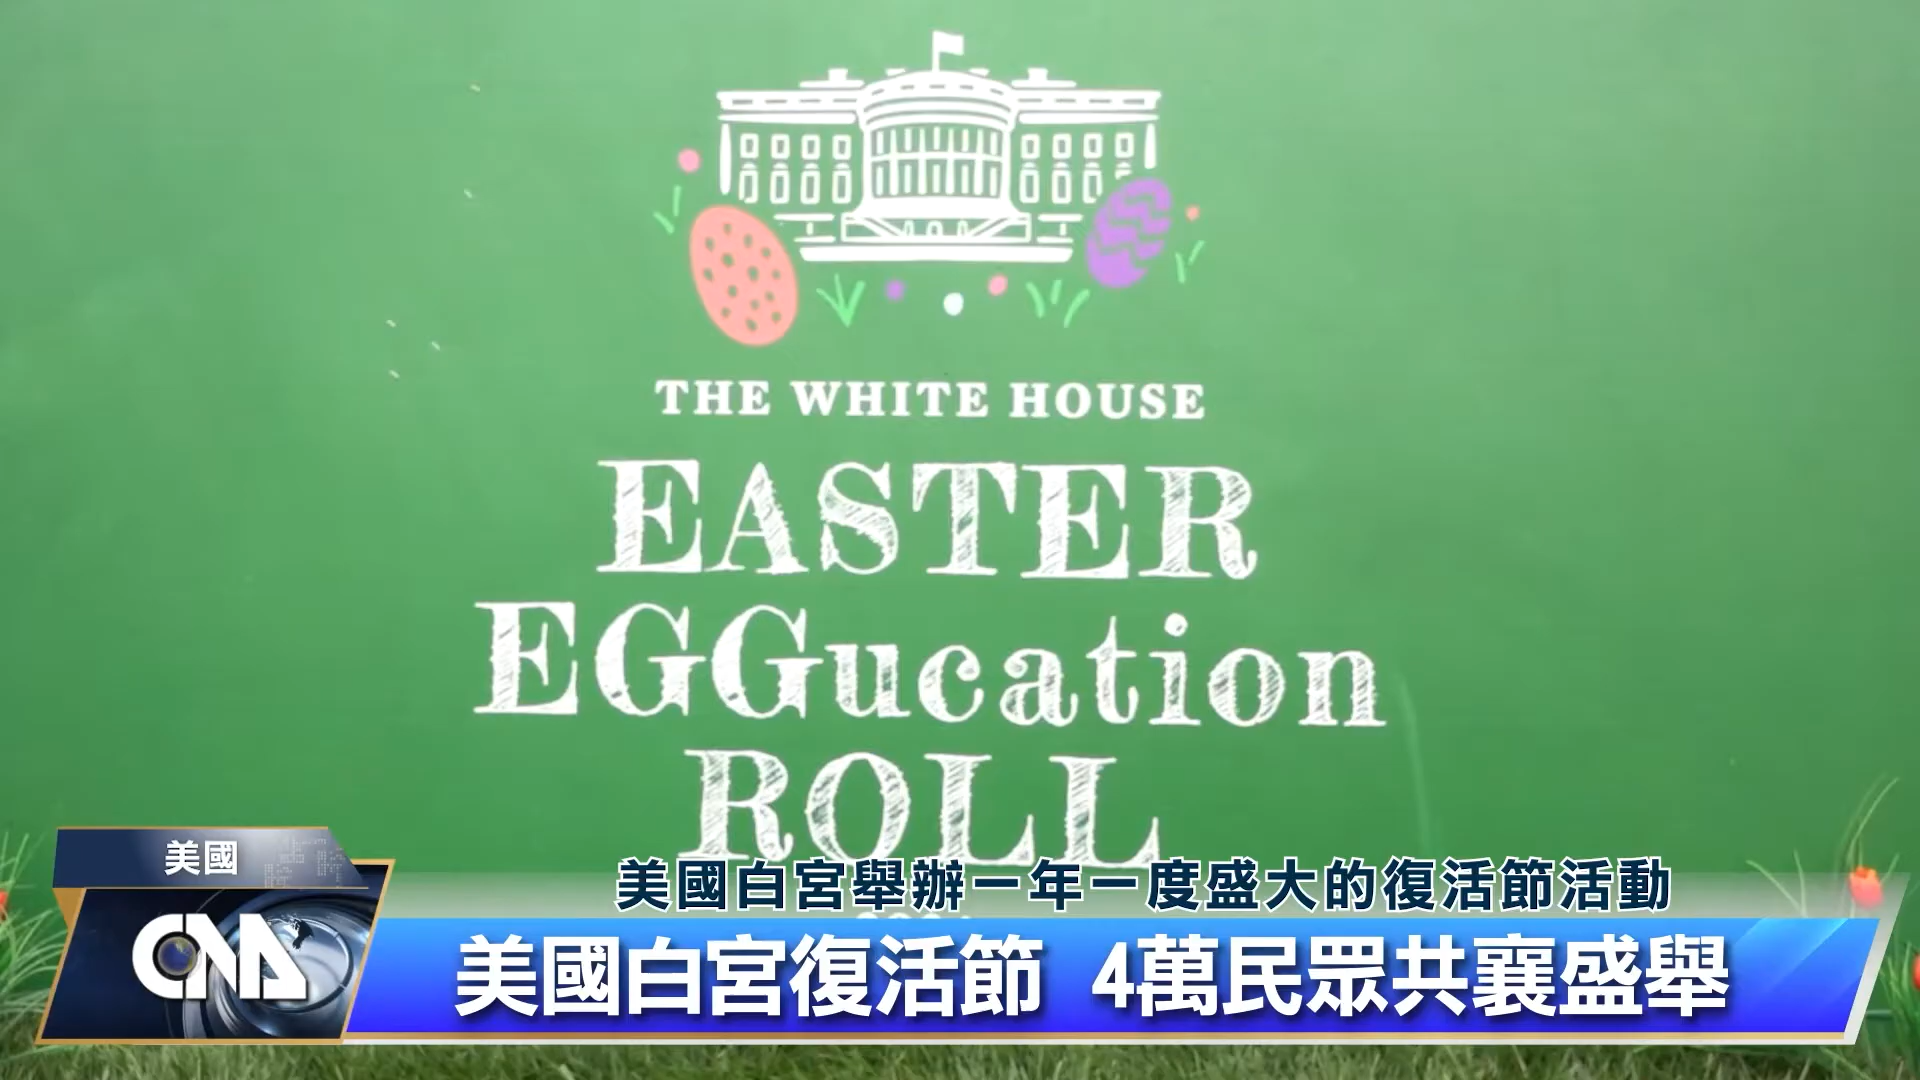 THE WHITE HOUSE
EASTER
EGGucation
ROLL
美國
美國白宮舉辦一年一度盛大的復活節活動
CNA
美國白宮復活節 4萬民眾共襄盛舉